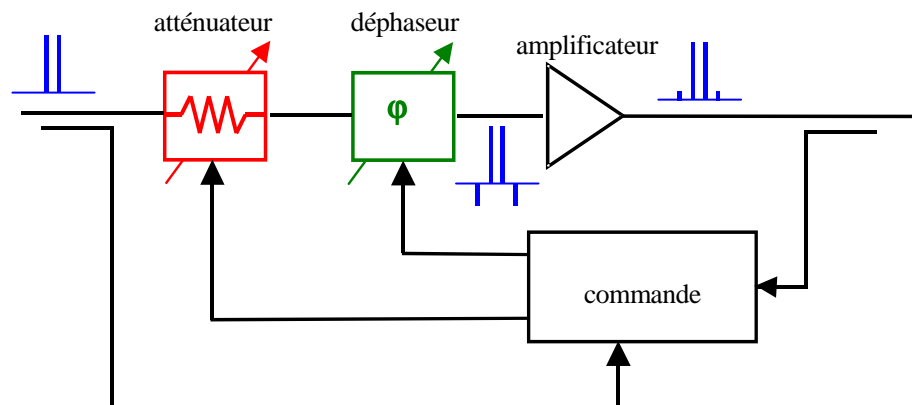 atténuateur
déphaseur
amplificateur
φ
commande